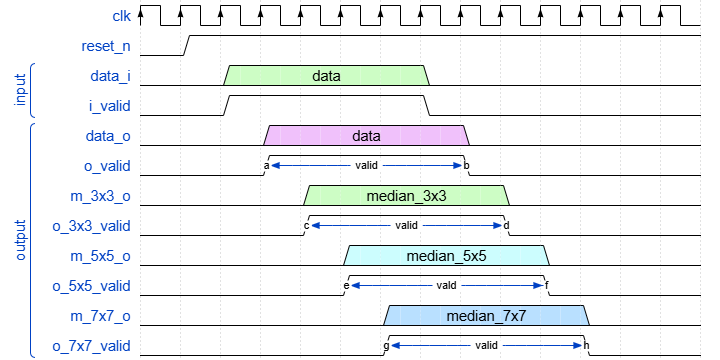 clk
reset_n
input
data_i data
i_valid
output
data_o data
o_valid a valid b
m_3x3_o median_3x3
o_3x3_valid c valid d
m_5x5_o median_5x5
o_5x5_valid e vald f
m_7x7_o median_7x7
o_7x7_valid g valid h